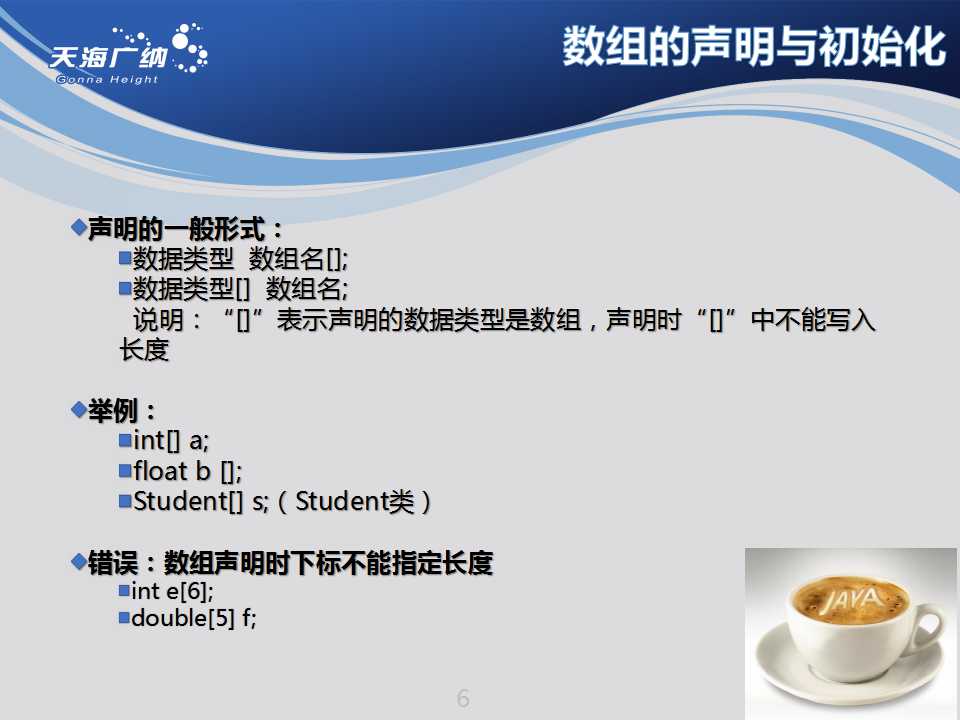 天海广纳
Gonna Height
数组的声明与初始化
声明的一般形式：
数据类型 数组名[];
数据类型[] 数组名;
说明：“[]”表示声明的数据类型是数组，声明时“[]”中不能写入
长度
举例：
int[] a;
float b [];
Student[] s;（Student类）
错误：数组声明时下标不能指定长度
int e[6];
double[5] f;
JAVA
6